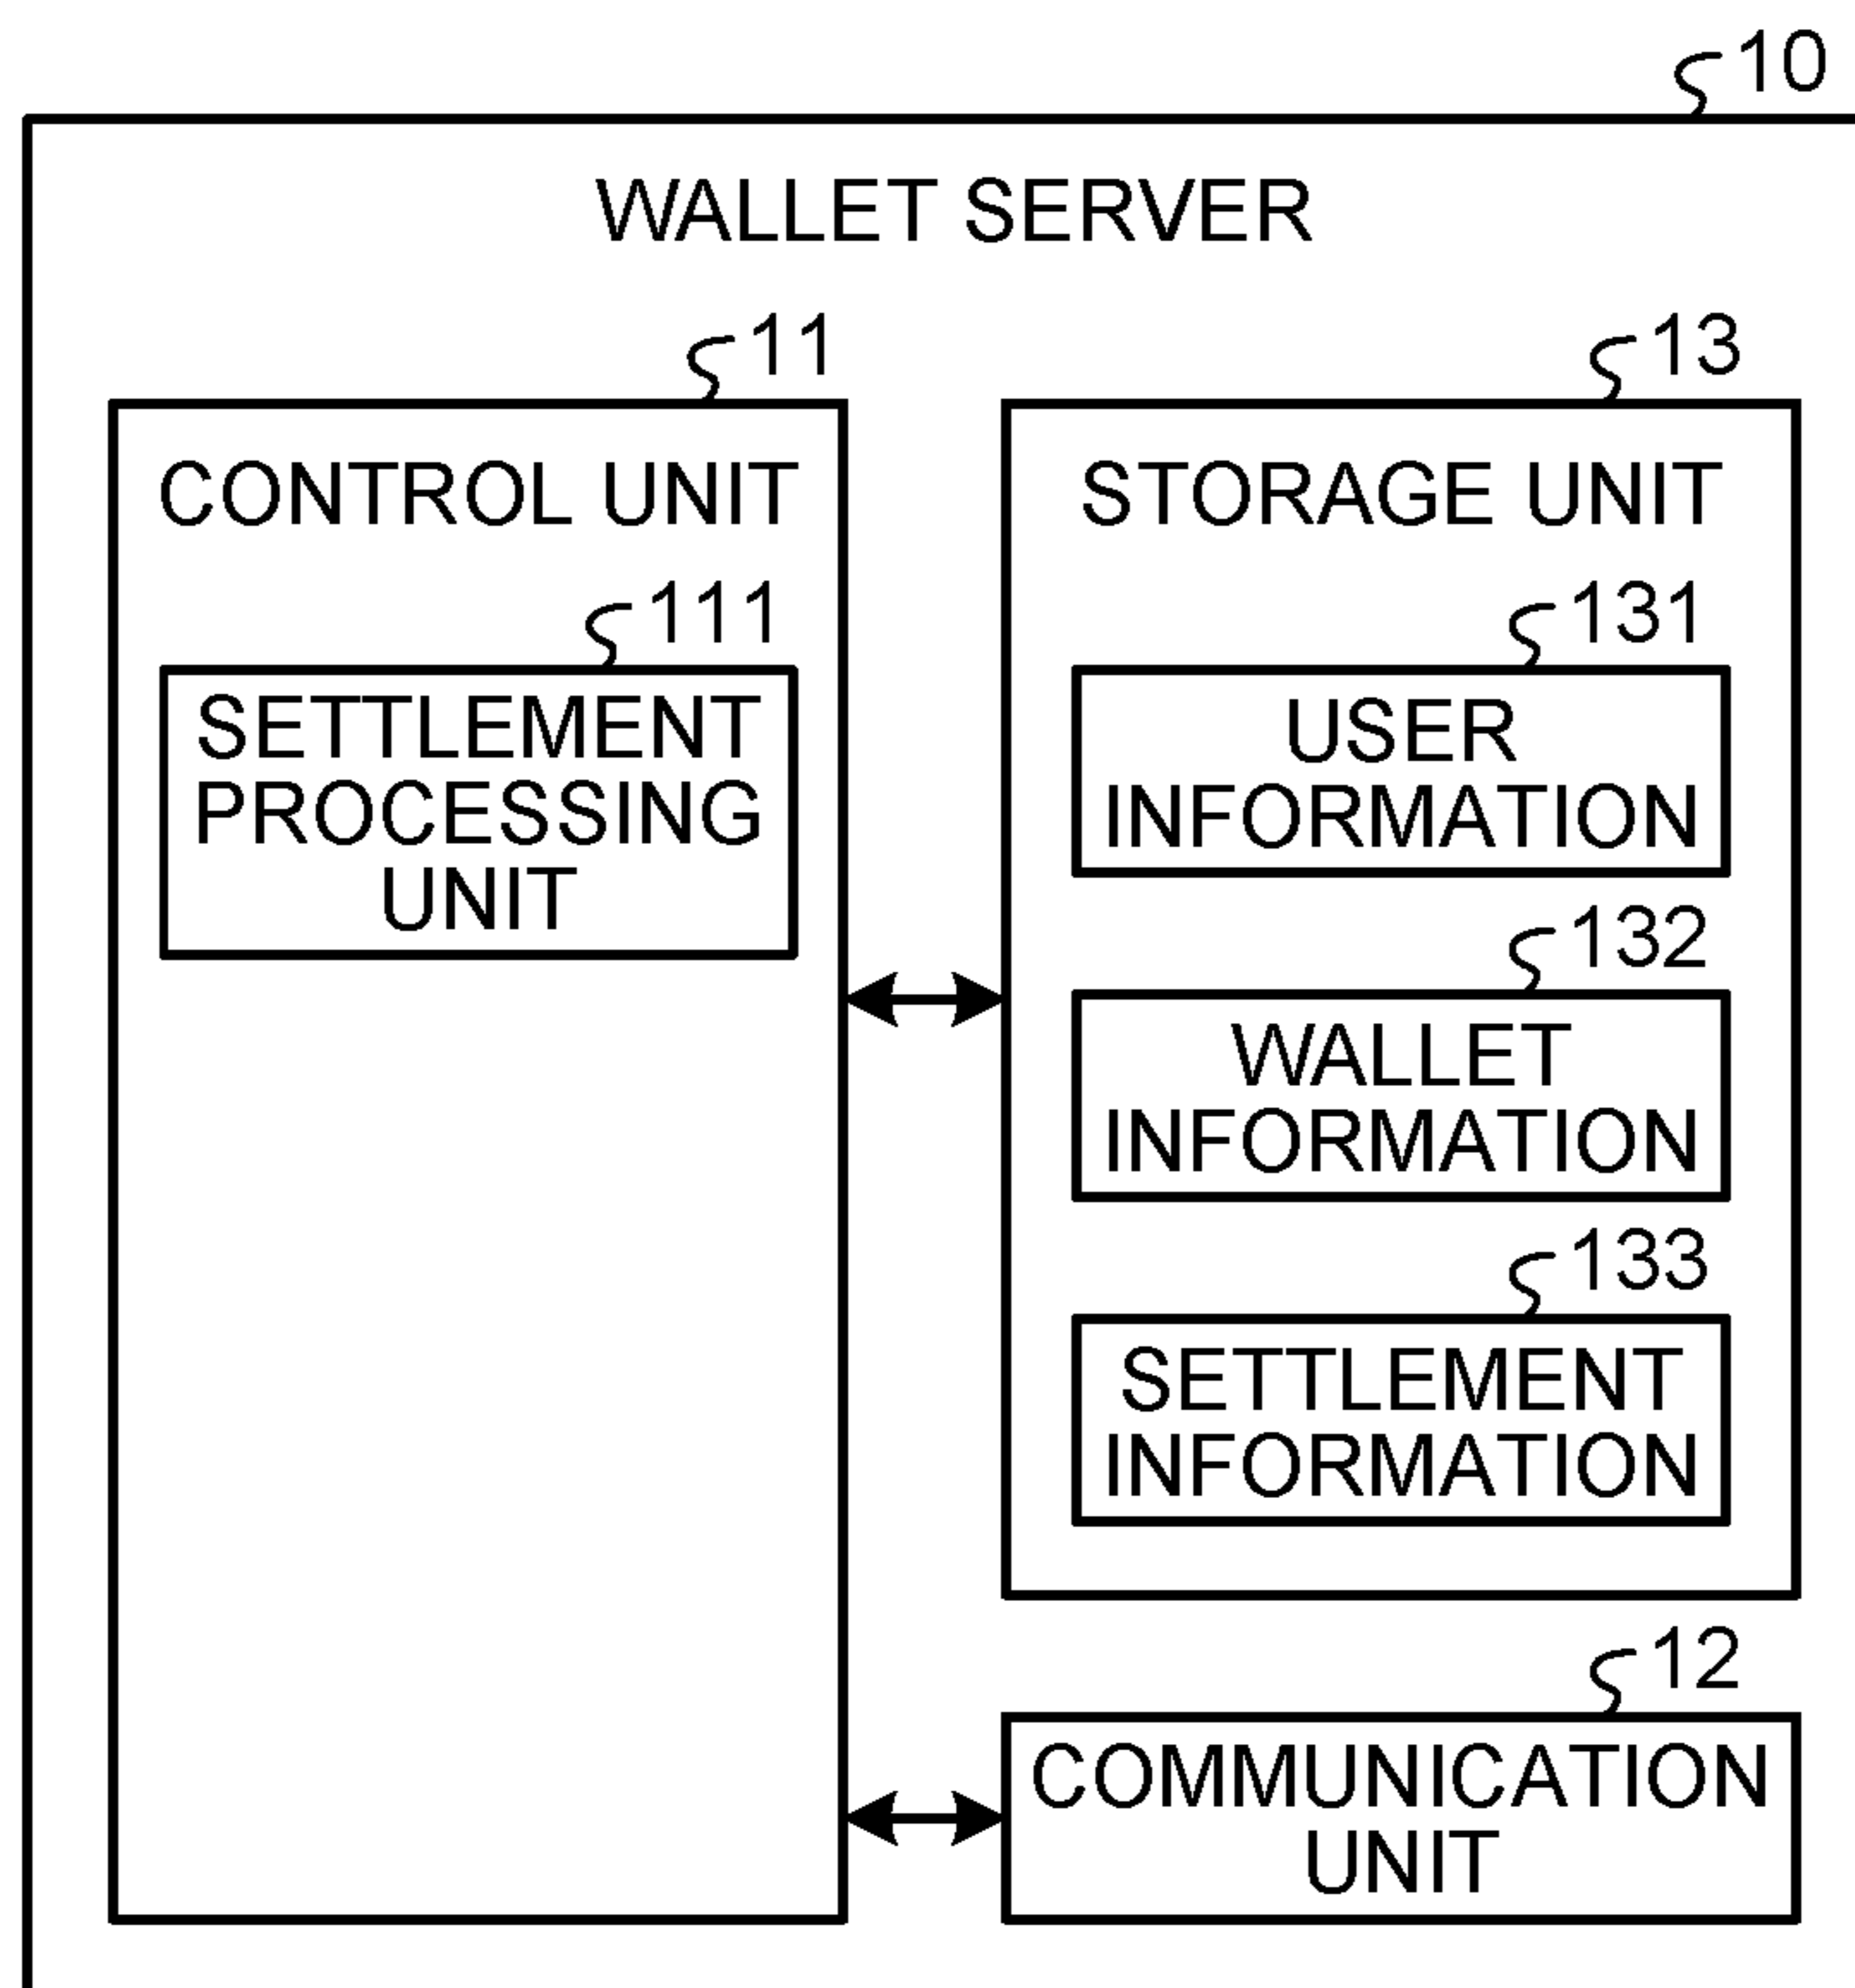 10
WALLET SERVER
11
CONTROL UNIT
111
SETTLEMENT
PROCESSING
UNIT
13
STORAGE UNIT
131
USER
INFORMATION
132
WALLET
INFORMATION
133
SETTLEMENT
INFORMATION
12
COMMUNICATION
UNIT